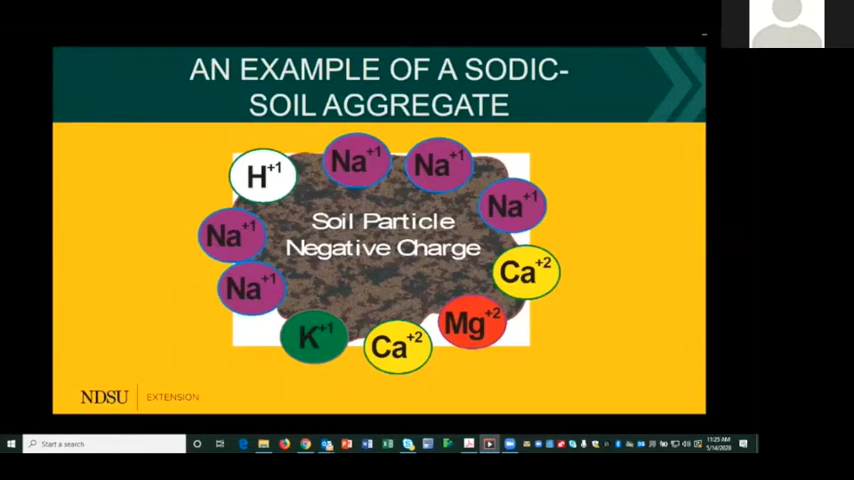 AN EXAMPLE OF A SODIC-
SOIL AGGREGATE
H+1
Na+1
Na+1
Na+1
Soil Particle
Negative Charge
Na+1
Na+1
Ca+2
K+1
Ca+2
Mg+2
NDSU EXTENSION
Start a search
11:25 AM
5/14/2020